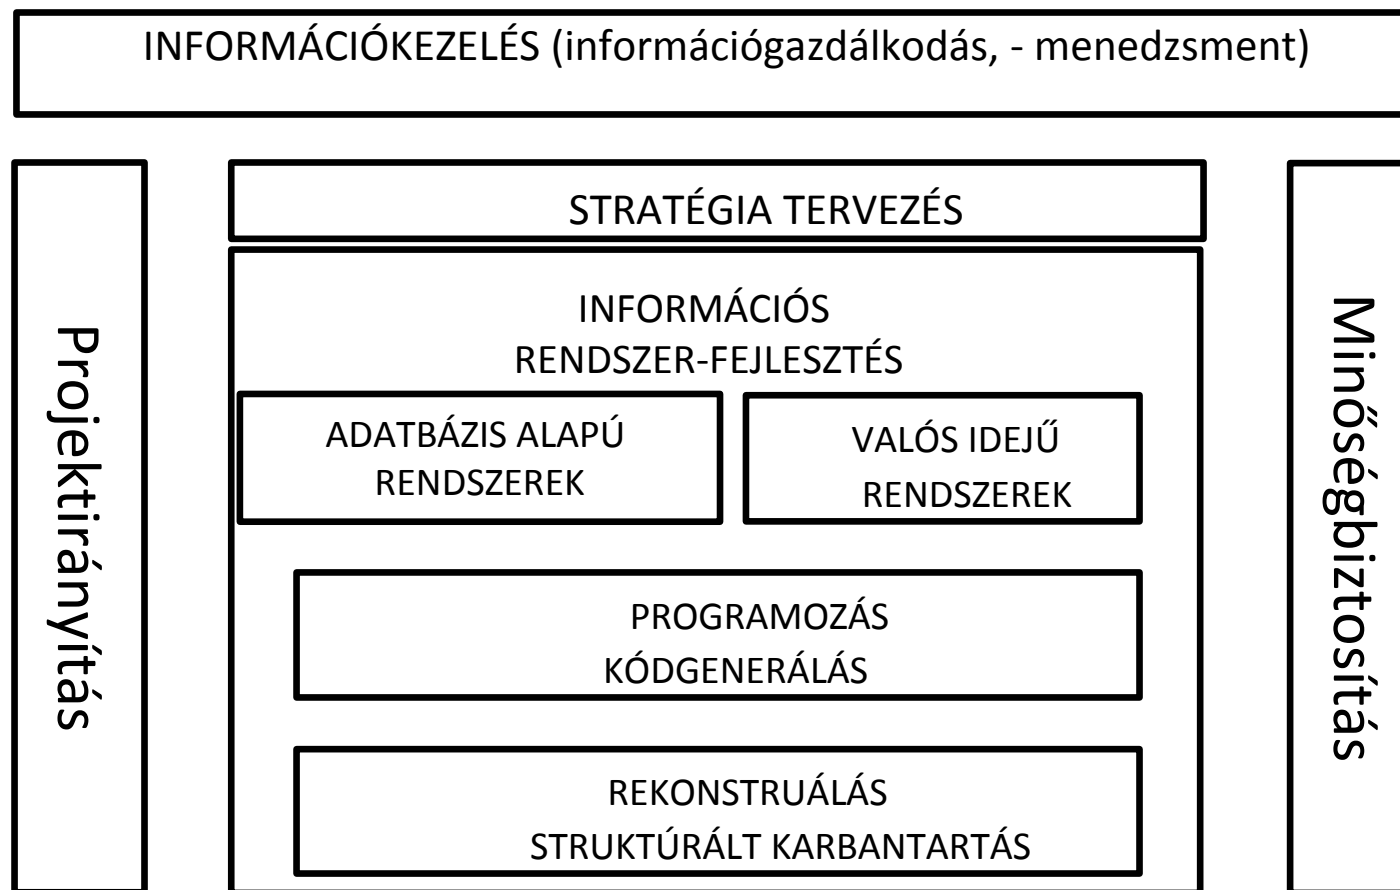 INFORMÁCIÓKEZELÉS (információgazdálkodás, - menedzsment)
Projektirányítás
STRATÉGIA TERVEZÉS
INFORMÁCIÓS
RENDSZER-FEJLESZTÉS
ADATBÁZIS ALAPÚ
RENDSZEREK
VALÓS IDEJŰ
RENDSZEREK
PROGRAMOZÁS
KÓDGENERÁLÁS
REKONSTRUÁLÁS
STRUKTÚRÁLT KARBANTARTÁS
Minőségbiztosítás